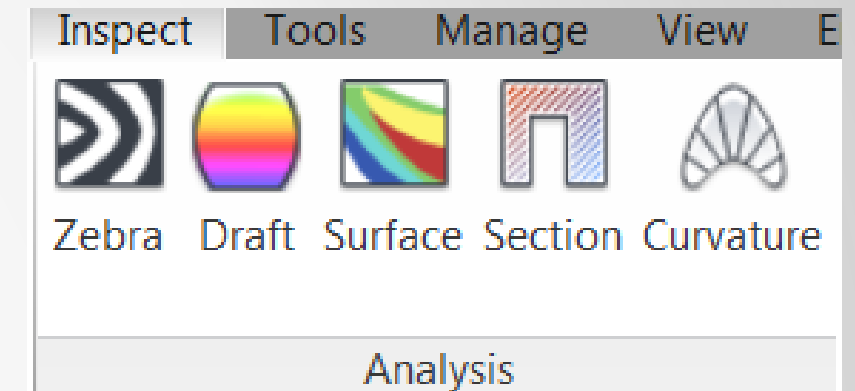 Inspect Tools Manage View E
Zebra Draft Surface Section Curvature
Analysis